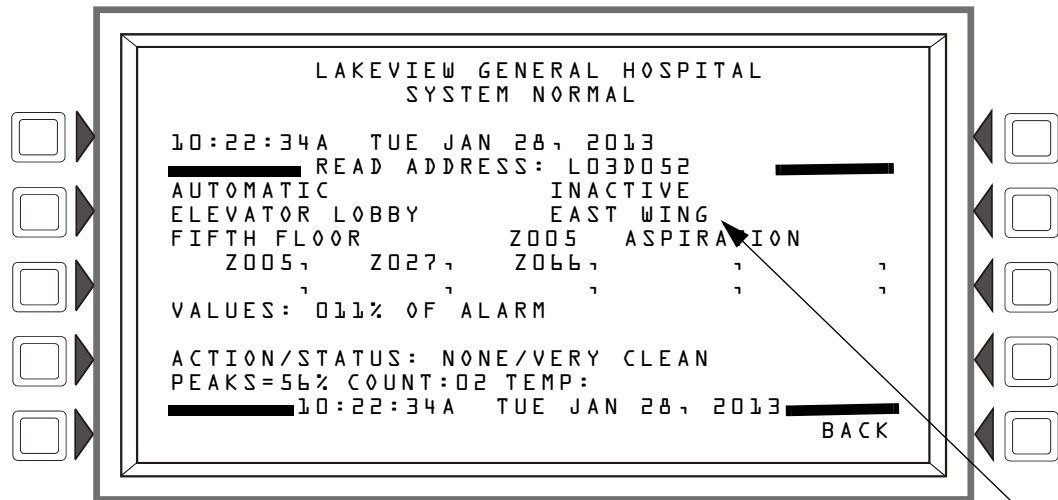 LAKEVIEW GENERAL HOSPITAL
SYSTEM NORMAL
10:22:34A TUE JAN 28, 2013
READ ADDRESS: L03D052
AUTOMATIC INACTIVE
ELEVATOR LOBBY EAST WING
FIFTH FLOOR Z005 ASPIRATION
Z005, Z027, Z066, , ,
, , , , ,
VALUES: 011% OF ALARM
ACTION/STATUS: NONE/VERY CLEAN
PEAKS=56% COUNT:02 TEMP:
10:22:34A TUE JAN 28, 2013
BACK